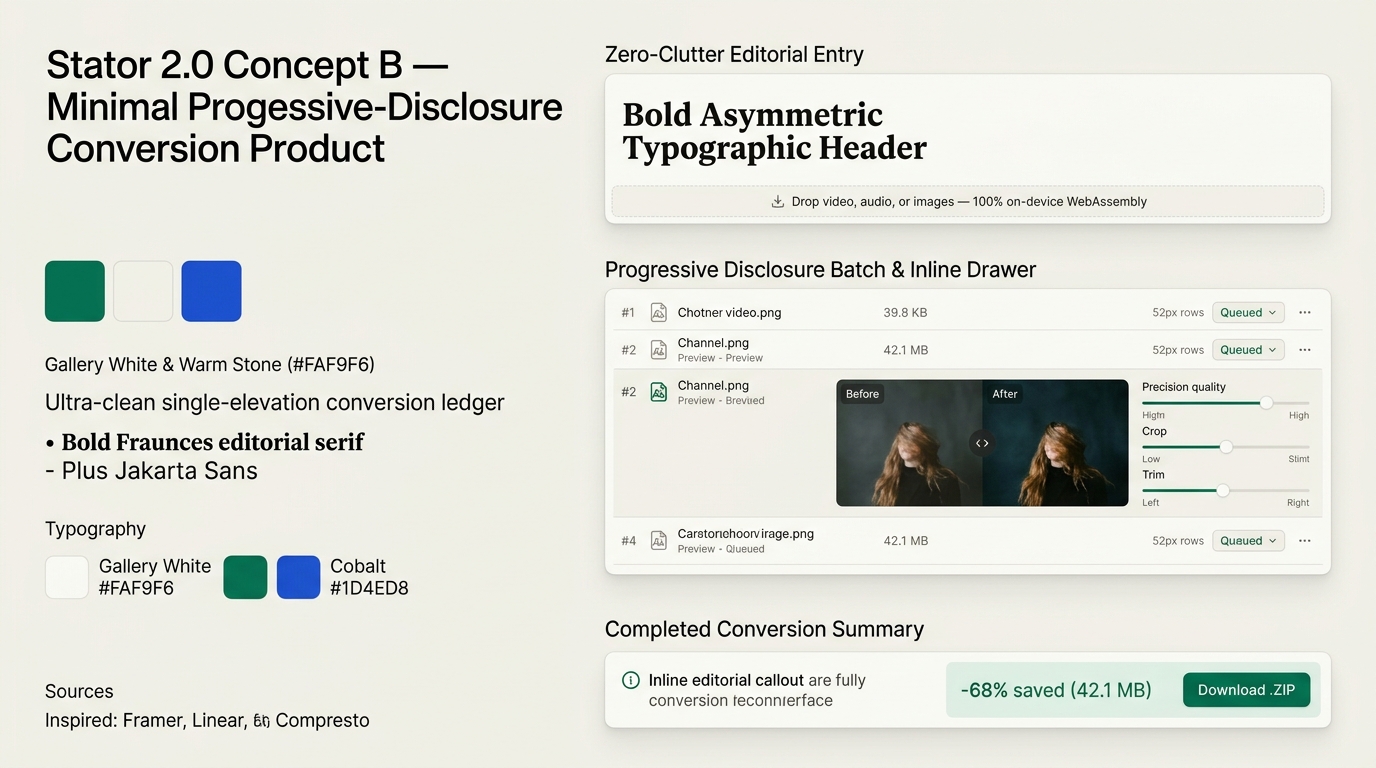 Stator 2.0 Concept B —
Minimal Progessive-Disclosure
Conversion Product
Gallery White & Warm Stone (#FAF9F6)
Ultra-clean single-elevation conversion ledger
• Bold Fraunces editorial serif
- Plus Jakarta Sans
Typography
Gallery White
#FAF9F6
Cobalt
#1D4ED8
Sources
Inspired: Framer, Linear, Compresto
Zero-Clutter Editorial Entry
Bold Asymmetric
Typographic Header
Drop video, audio, or images — 100% on-device WebAssembly
Progressive Disclosure Batch & Inline Drawer
#1 Chotner video.png 39.8 KB 52px rows Queued
#2 Channel.png 42.1 MB 52px rows Queued
Preview - Preview
#2 Channel.png
Preview -
Before
After
Precision quality
High
Crop
Low Stimt
Trim
Left Right
#4 42.1 MB 52px rows Queued
Preview - Queued
Completed Conversion Summary
Inline editorial callout are fully
conversion
-68% saved (42.1 MB)
Download .ZIP